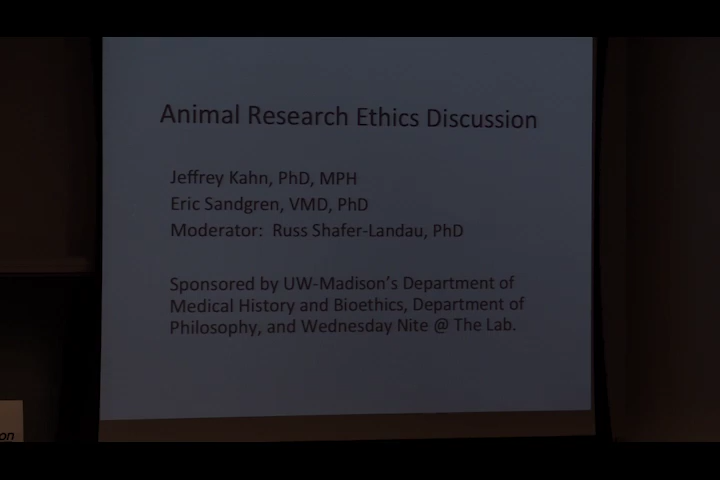 Animal Research Ethics Discussion
Jeffrey Kahn, PhD, MPH
Eric Sandgren, VMD, PhD
Moderator: Russ Shafer-Landau, PhD
Sponsored by UW-Madison's Department of
Medical History and Bioethics, Department of
Philosophy, and Wednesday Nite @ The Lab.
on